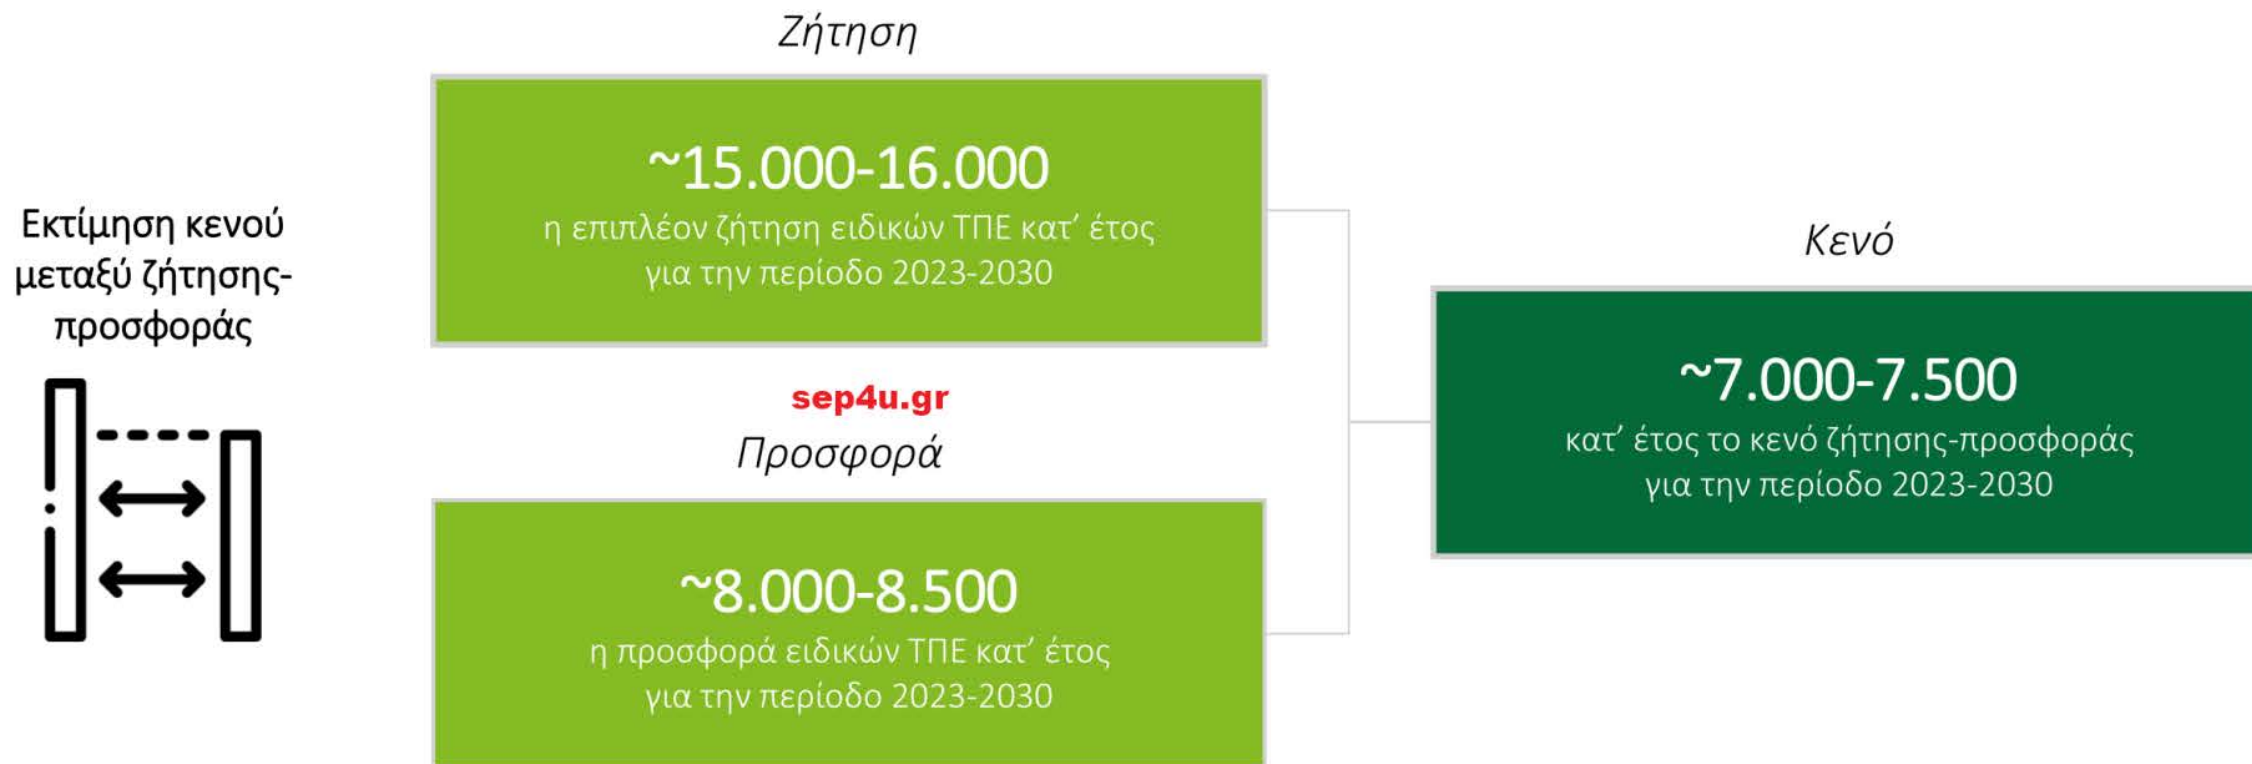 Εκτίμηση κενού
μεταξύ ζήτησης-
προσφοράς
Ζήτηση
~15.000-16.000
η επιπλέον ζήτηση ειδικών ΤΠΕ κατ’ έτος
για την περίοδο 2023-2030
sep4u.gr
Προσφορά
~8.000-8.500
η προσφορά ειδικών ΤΠΕ κατ’ έτος
για την περίοδο 2023-2030
Κενό
~7.000-7.500
κατ’ έτος το κενό ζήτησης-προσφοράς
για την περίοδο 2023-2030